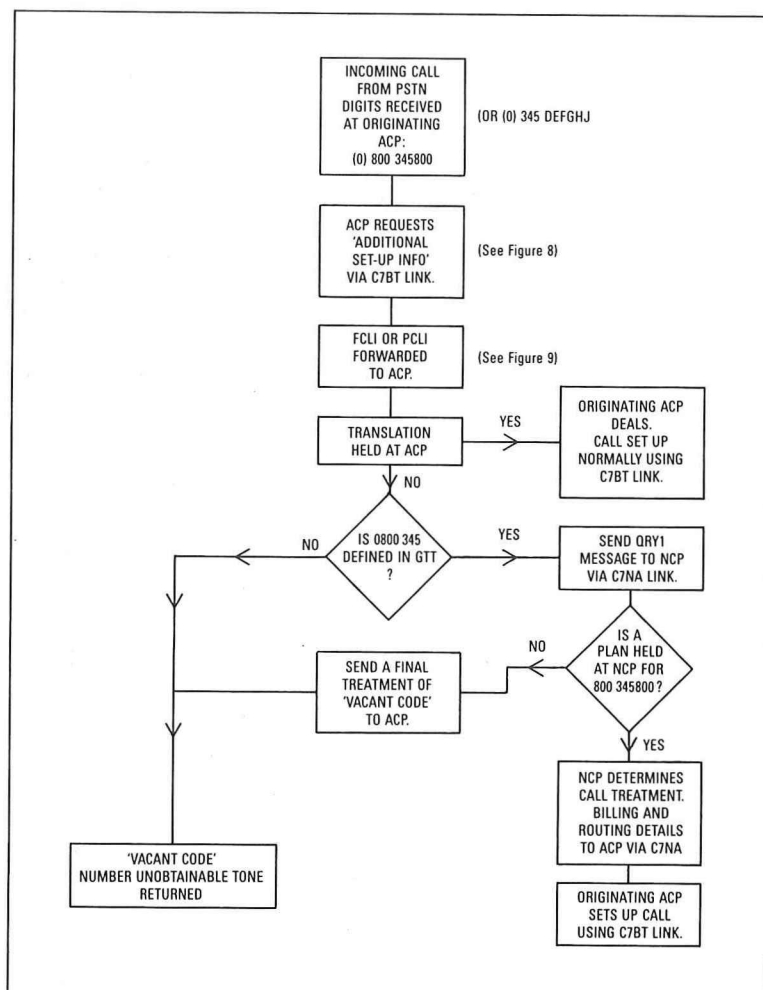 INCOMING CALL
FROM PSTN
DIGITS RECEIVED
AT ORIGINATING
ACP:
(0) 800 345800
(OR (0) 345 DEFGHJ
ACP REQUESTS
'ADDITIONAL
SET-UP INFO'
VIA C7BT LINK.
(See Figure 8)
FCLI OR PCLI
FORWARDED
TO ACP.
(See Figure 9)
TRANSLATION
HELD AT ACP
YES
ORIGINATING ACP
DEALS.
CALL SET UP
NORMALLY USING
C7BT LINK.
NO
IS 0800 345
DEFINED IN GTT
?
NO
YES
SEND QRY1
MESSAGE TO NCP
VIA C7NA LINK.
IS A
PLAN HELD
AT NCP FOR
800 345800?
NO
SEND A FINAL
TREATMENT OF
'VACANT CODE'
TO ACP.
YES
NCP DETERMINES
CALL TREATMENT.
BILLING AND
ROUTING DETAILS
TO ACP VIA C7NA
'VACANT CODE'
NUMBER UNOBTAINABLE TONE
RETURNED
ORIGINATING ACP
SETS UP CALL
USING C7BT LINK.